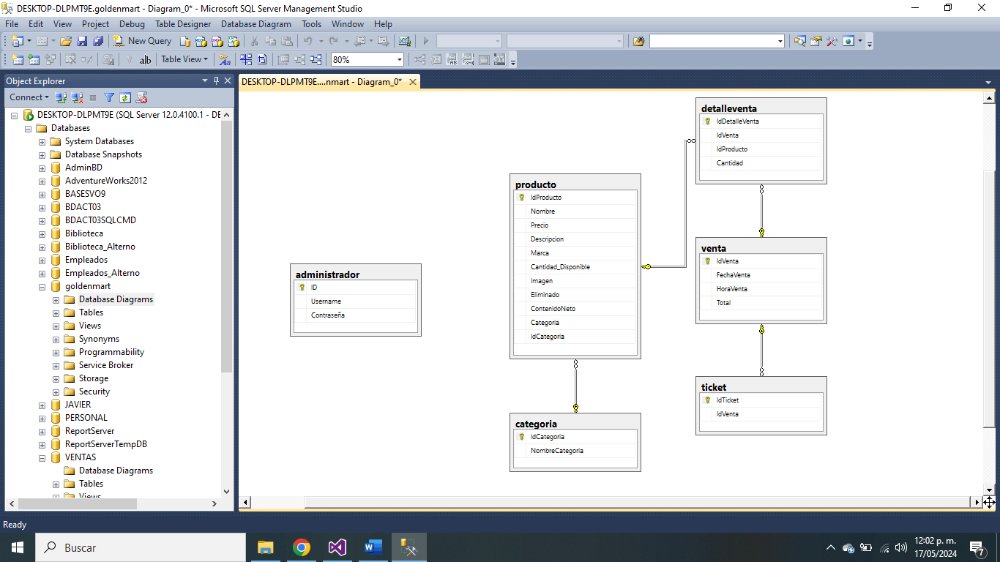 DESKTOP-DLPMT9E.goldenmart - Diagram_0* - Microsoft SQL Server Management Studio
File Edit View Project Debug Table Designer Database Diagram Tools Window Help
New Query
ab| Table View 80%
Object Explorer
Connect
DESKTOP-DLPMT9E (SQL Server 12.0.4100.1 - DE
Databases
System Databases
Database Snapshots
AdminBD
AdventureWorks2012
BASESVO9
BDACT03
BDACT03SQLCMD
Biblioteca
Biblioteca_Alterno
Empleados
Empleados_Alterno
goldenmart
Database Diagrams
Tables
Views
Synonyms
Programmability
Service Broker
Storage
Security
JAVIER
PERSONAL
ReportServer
ReportServerTempDB
VENTAS
Database Diagrams
Tables
Views
DESKTOP-DLPMT9E....nmart - Diagram_0*
administrador
ID
Username
Contraseña
producto
IdProducto
Nombre
Precio
Descripcion
Marca
Cantidad_Disponible
Imagen
Eliminado
ContenidoNeto
Categoria
IdCategoria
categoria
IdCategoria
NombreCategoria
detalleventa
IdDetalleVenta
IdVenta
IdProducto
Cantidad
venta
IdVenta
FechaVenta
HoraVenta
Total
ticket
IdTicket
IdVenta
Ready
Buscar
12:02 p. m.
17/05/2024
7